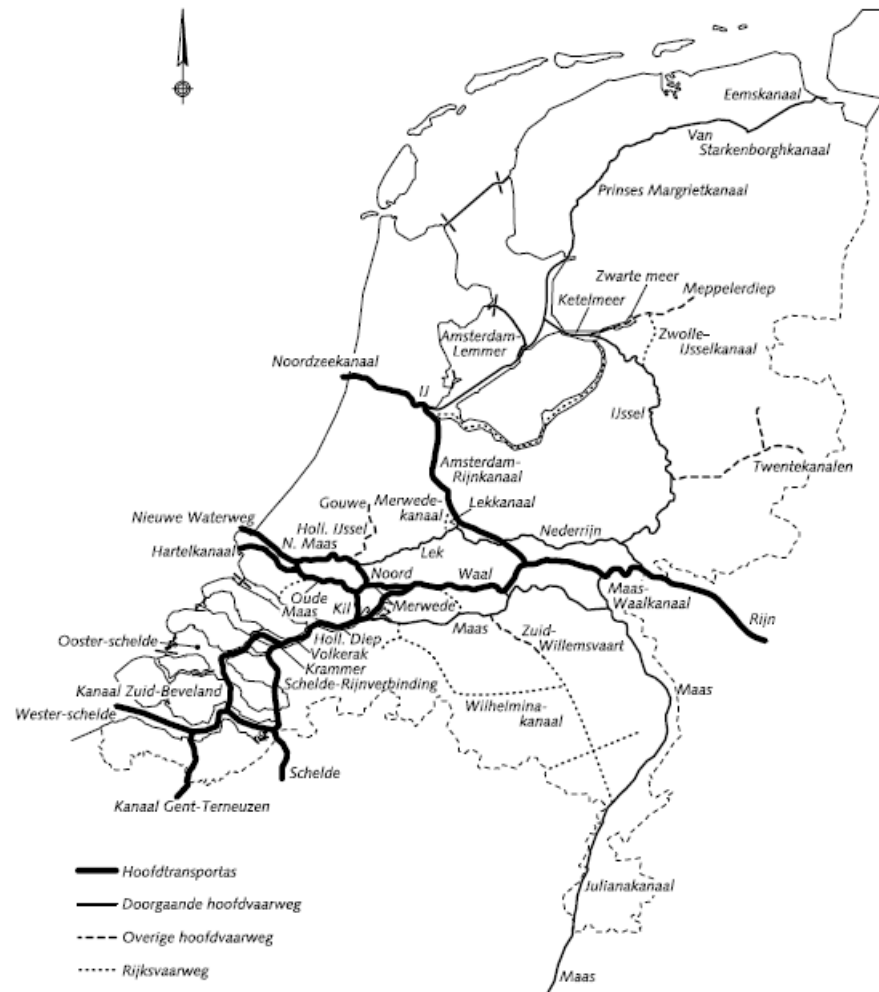 Eemskanaal
Van
Starkenborghkanaal
Prinses Margrietkanaal
Zwarte meer
Ketelmeer
Meppelerdiep
Amsterdam-
Lemmer
Zwolle-
IJsselkanaal
Noordzeekanaal
IJ
IJssel
Amsterdam-
Rijnkanaal
Twentekanalen
Gouwe
Merwede-
kanaal
Lekkanaal
Nieuwe Waterweg
Holl. IJssel
Nederrijn
Hartelkanaal
N. Maas
Lek
Noord
Waal
Oude
Maas
Kil
Merwede
Maas-
Waalkanaal
Rijn
Maas
Zuid-
Willemsvaart
Holl. Diep
Ooster-schelde
Volkerak
Krammer
Schelde-Rijnverbinding
Kanaal Zuid-Beveland
Maas
Wester-schelde
Wilhelmina-
kanaal
Schelde
Kanaal Gent-Terneuzen
Hoofdtransportas
Julianakanaal
Doorgaande hoofdvaarweg
Overige hoofdvaarweg
Rijksvaarweg
Maas